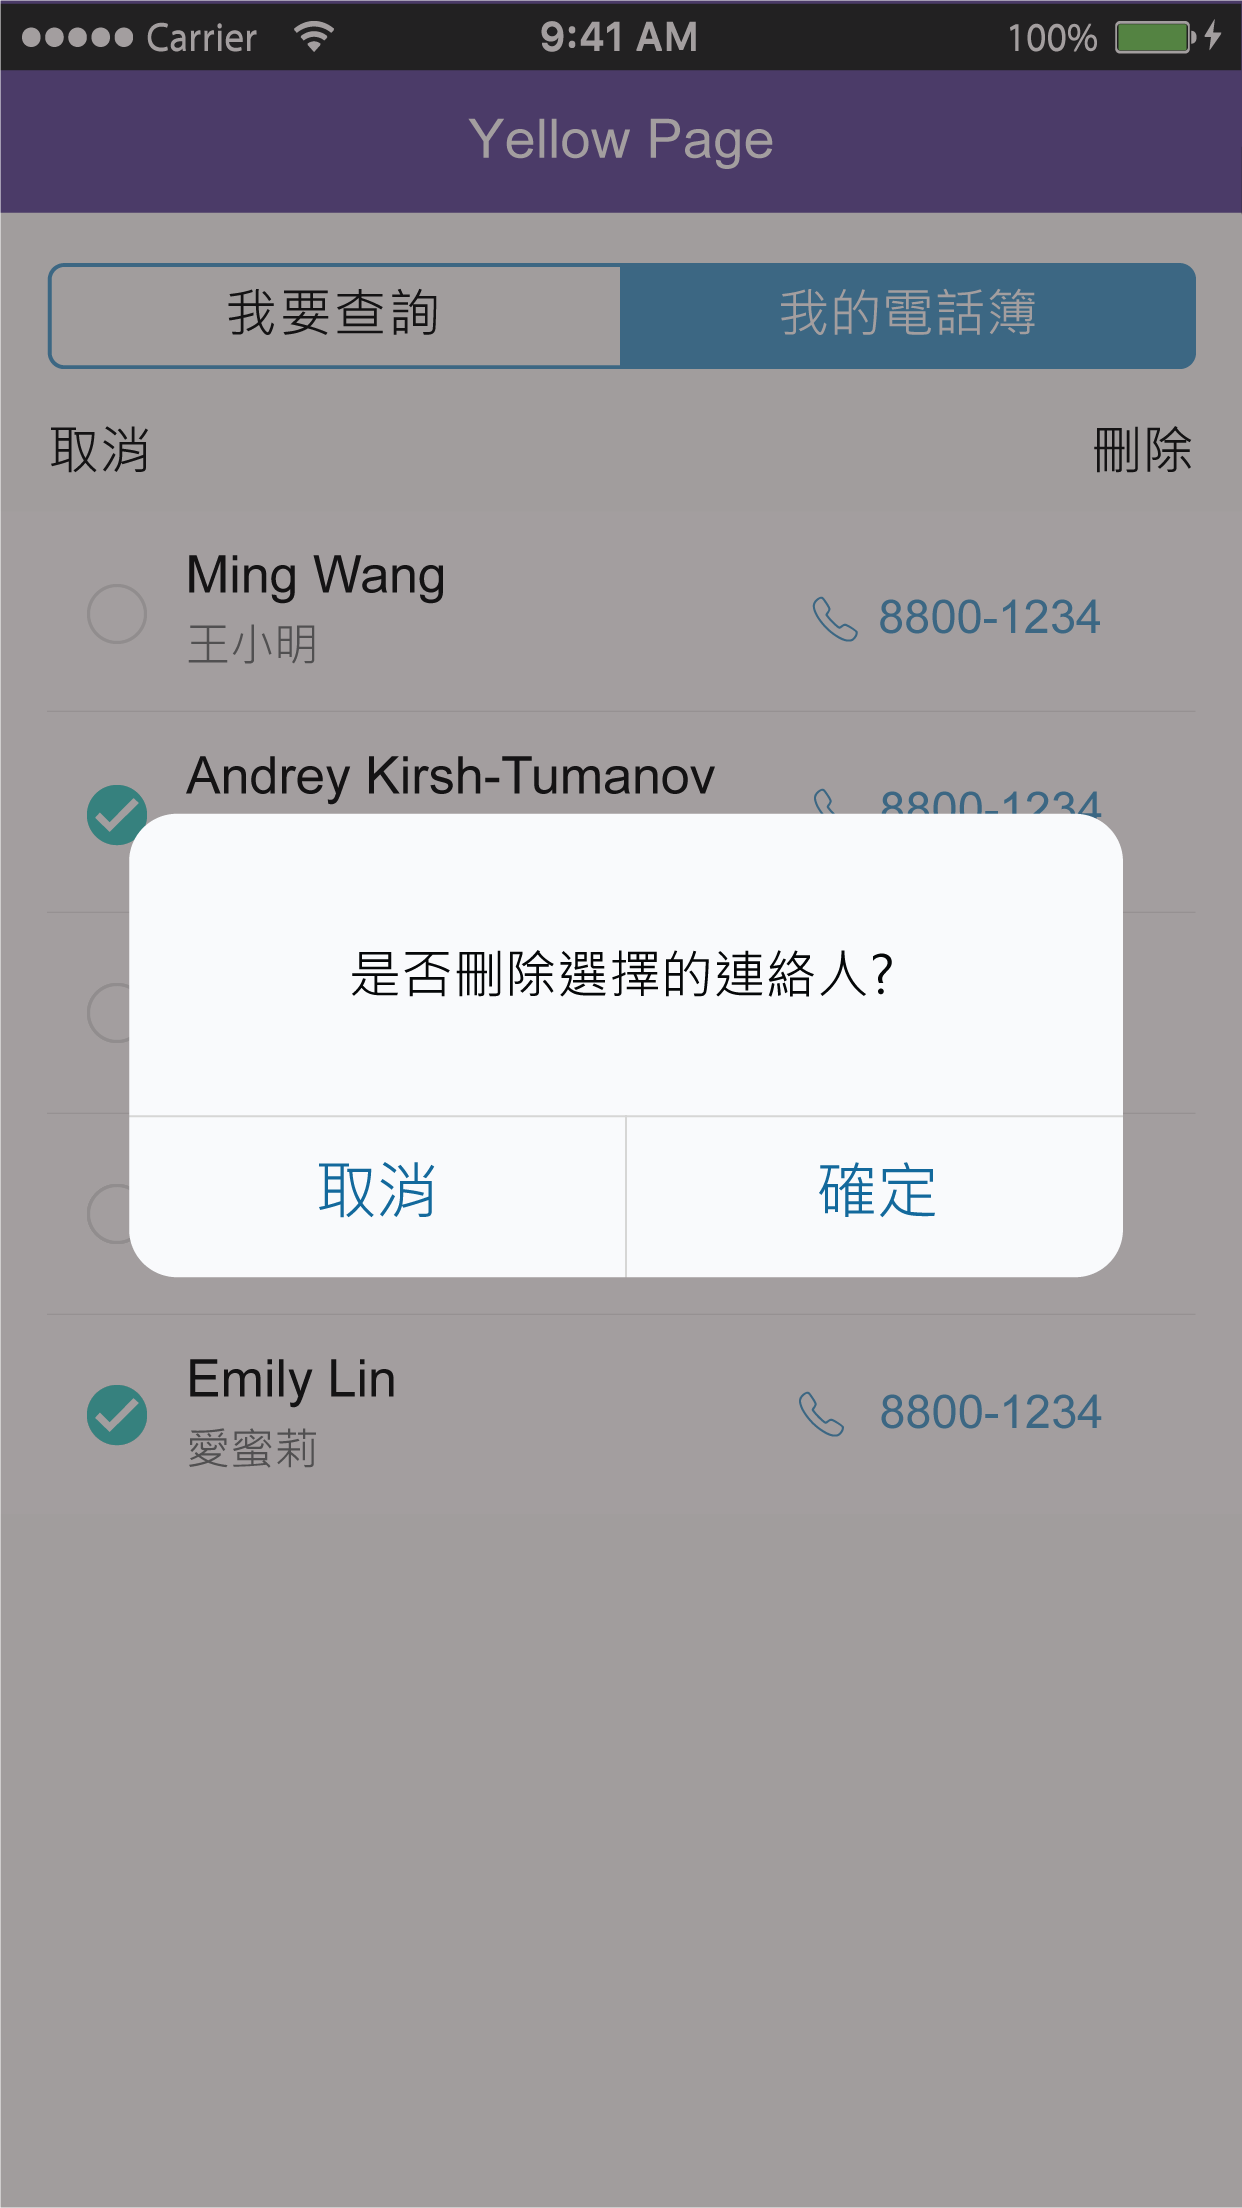 Carrier 9:41 AM 100%
Yellow Page
我要查詢 我的電話簿
取消 刪除
Ming Wang
王小明
8800-1234
Andrey Kirsh-Tumanov
8800-1234
是否刪除選擇的連絡人?
取消 確定
Emily Lin
愛蜜莉
8800-1234